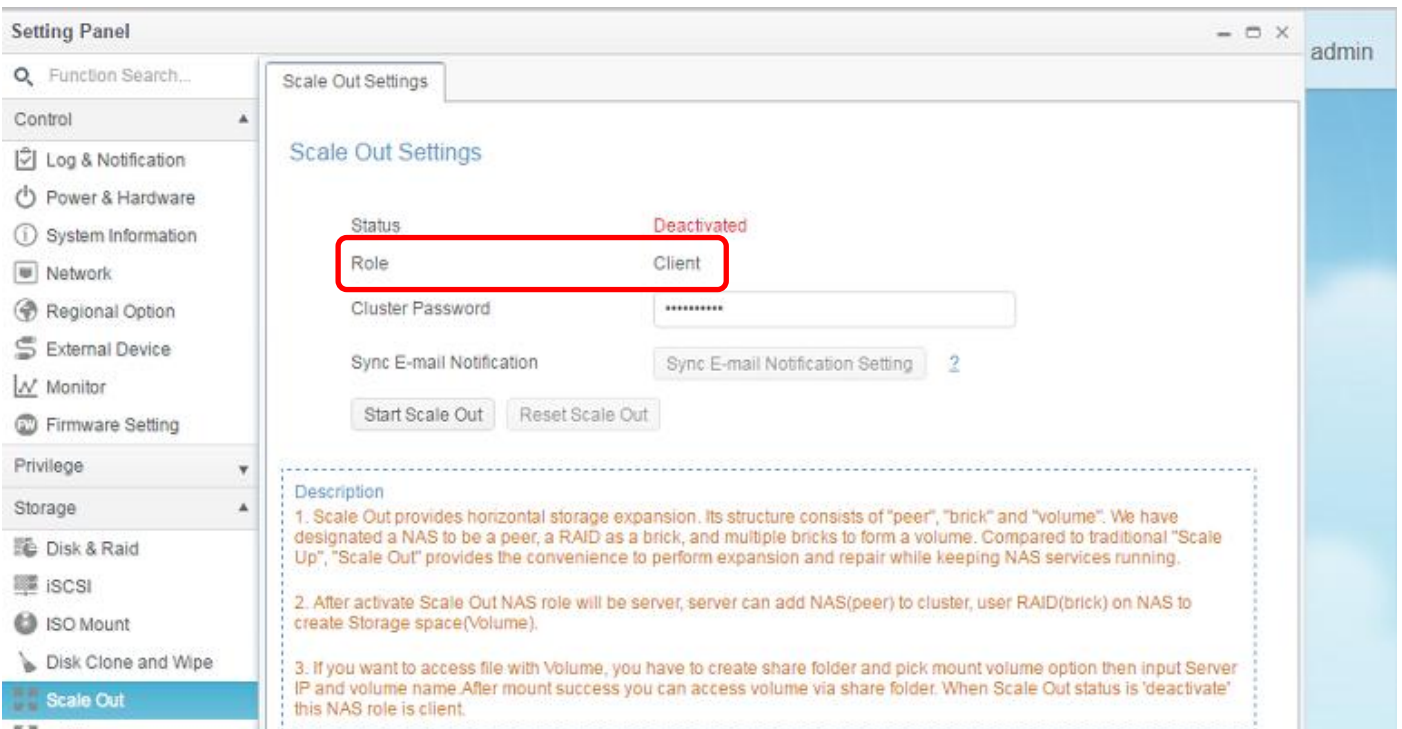 Setting Panel
admin
Function Search...
Control
Log & Notification
Power & Hardware
System Information
Network
Regional Option
External Device
Monitor
Firmware Setting
Privilege
Storage
Disk & Raid
iSCSI
ISO Mount
Disk Clone and Wipe
Scale Out
Scale Out Settings
Scale Out Settings
Status Deactivated
Role Client
Cluster Password ••••••••••
Sync E-mail Notification Sync E-mail Notification Setting ?
Start Scale Out Reset Scale Out
Description
1. Scale Out provides horizontal storage expansion. Its structure consists of "peer", "brick" and "volume". We have
designated a NAS to be a peer, a RAID as a brick, and multiple bricks to form a volume. Compared to traditional "Scale
Up", "Scale Out" provides the convenience to perform expansion and repair while keeping NAS services running.
2. After activate Scale Out NAS role will be server, server can add NAS(peer) to cluster, user RAID(brick) on NAS to
create Storage space(Volume).
3. If you want to access file with Volume, you have to create share folder and pick mount volume option then input Server
IP and volume name.After mount success you can access volume via share folder. When Scale Out status is 'deactivate'
this NAS role is client.